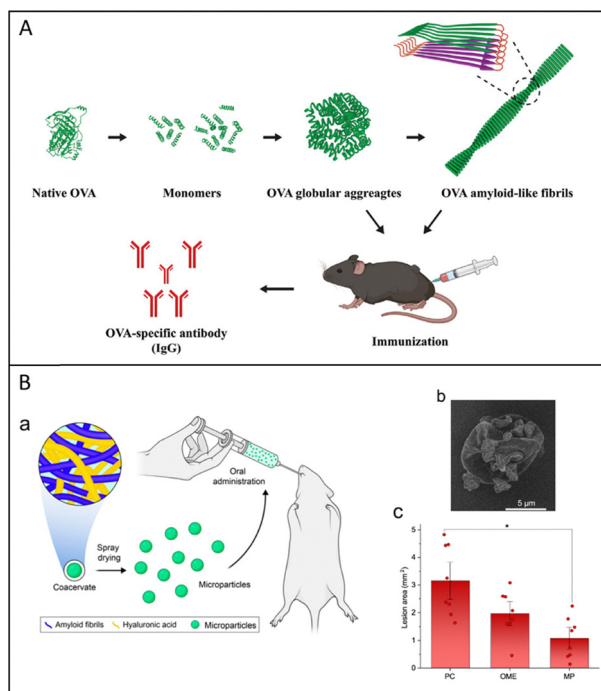 A
Native OVA
Monomers
OVA globular aggreagtes
OVA amyloid-like fibrils
OVA-specific antibody
(IgG)
Immunization
B
a
Oral
administration
Spray
drying
Coacervate
Microparticles
Amyloid fibrils
Hyaluronic acid
Microparticles
b
5 µm
c
*
Lesion area (mm²)
5
4
3
2
1
0
PC
OME
MP